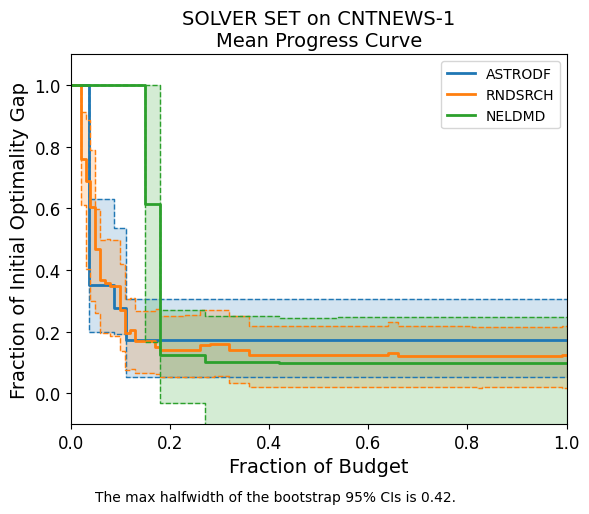 SOLVER SET on CNTNEWS-1
Mean Progress Curve
Fraction of Initial Optimality Gap
1.0
0.8
0.6
0.4
0.2
0.0
ASTRODF
RNDSRCH
NELDMD
0.0 0.2 0.4 0.6 0.8 1.0
Fraction of Budget
The max halfwidth of the bootstrap 95% CIs is 0.42.